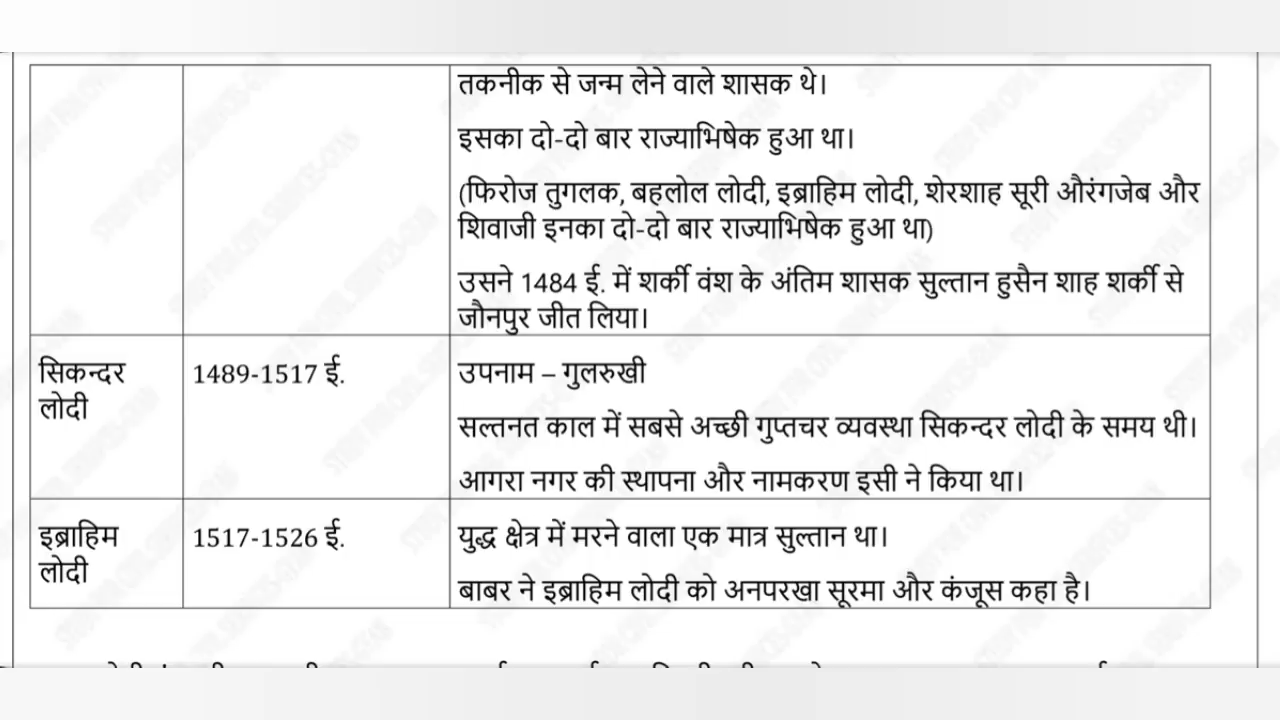 तकनीक से जन्म लेने वाले शासक थे।
इसका दो-दो बार राज्याभिषेक हुआ था।
(फिरोज तुगलक, बहलोल लोदी, इब्राहिम लोदी, शेरशाह सूरी औरंगजेब और
शिवाजी इनका दो-दो बार राज्याभिषेक हुआ था)
उसने 1484 ई. में शर्की वंश के अंतिम शासक सुल्तान हुसैन शाह शर्की से
जौनपुर जीत लिया।
सिकन्दर
लोदी
1489-1517 ई.
उपनाम – गुलरुखी
सल्तनत काल में सबसे अच्छी गुप्तचर व्यवस्था सिकन्दर लोदी के समय थी।
आगरा नगर की स्थापना और नामकरण इसी ने किया था।
इब्राहिम
लोदी
1517-1526 ई.
युद्ध क्षेत्र में मरने वाला एक मात्र सुल्तान था।
बाबर ने इब्राहिम लोदी को अनपरखा सूरमा और कंजूस कहा है।